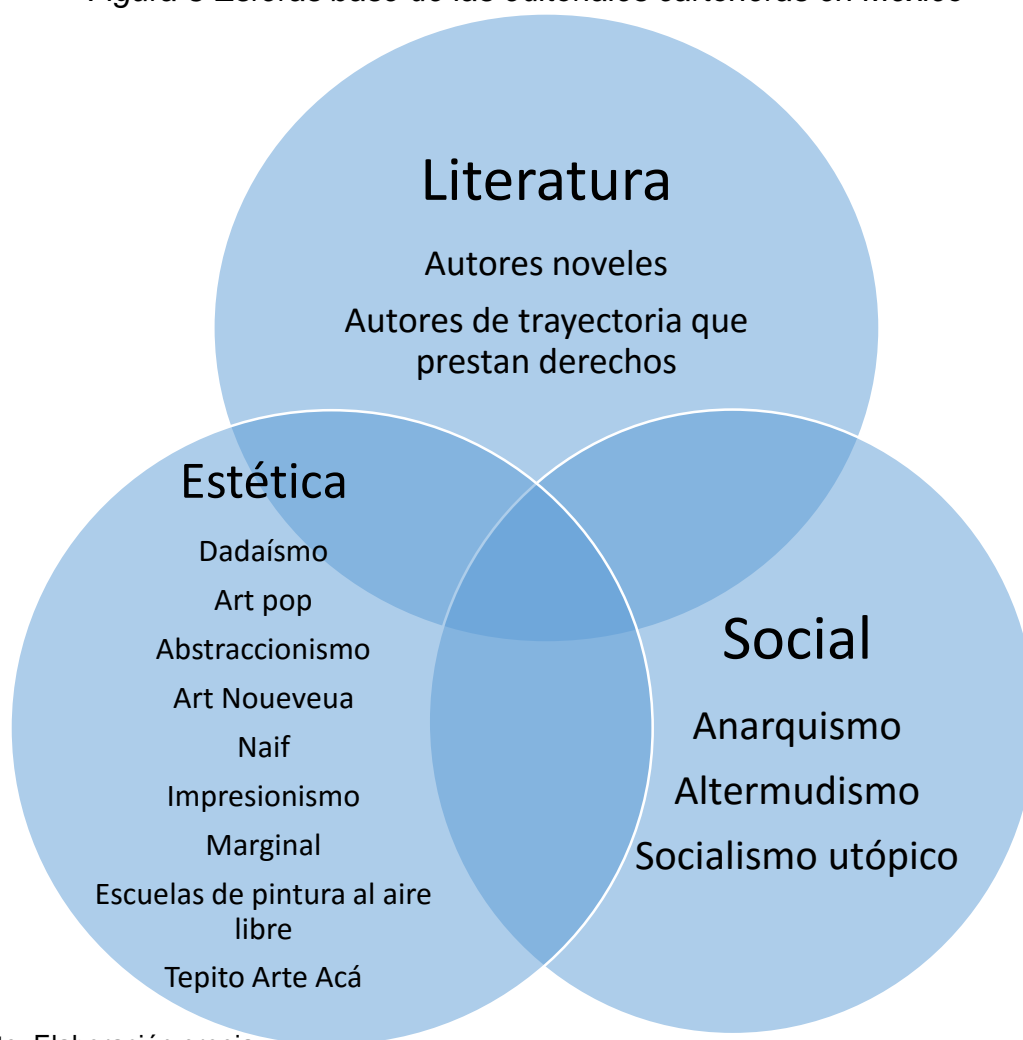 Literatura
Autores noveles
Autores de trayectoria que
prestan derechos
Estética
Dadaísmo
Art pop
Abstraccionismo
Art Noueveua
Naif
Impresionismo
Marginal
Escuelas de pintura al aire
libre
Tepito Arte Acá
Social
Anarquismo
Altermudismo
Socialismo utópico